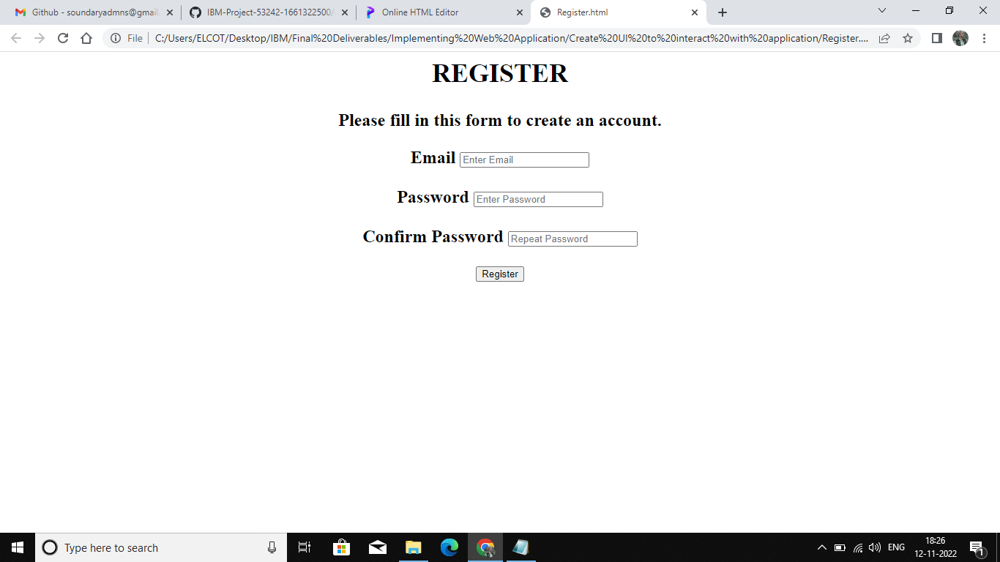 Github - soundaryadmns@gmail.
IBM-Project-53242-1661322500/
Online HTML Editor
Register.html
File
C:/Users/ELCOT/Desktop/IBM/Final%20Deliverables/Implementing%20Web%20Application/Create%20UI%20to%20interact%20with%20application/Register....
REGISTER
Please fill in this form to create an account.
Email Enter Email
Password Enter Password
Confirm Password Repeat Password
Register
Type here to search
ENG
18:26
12-11-2022
1